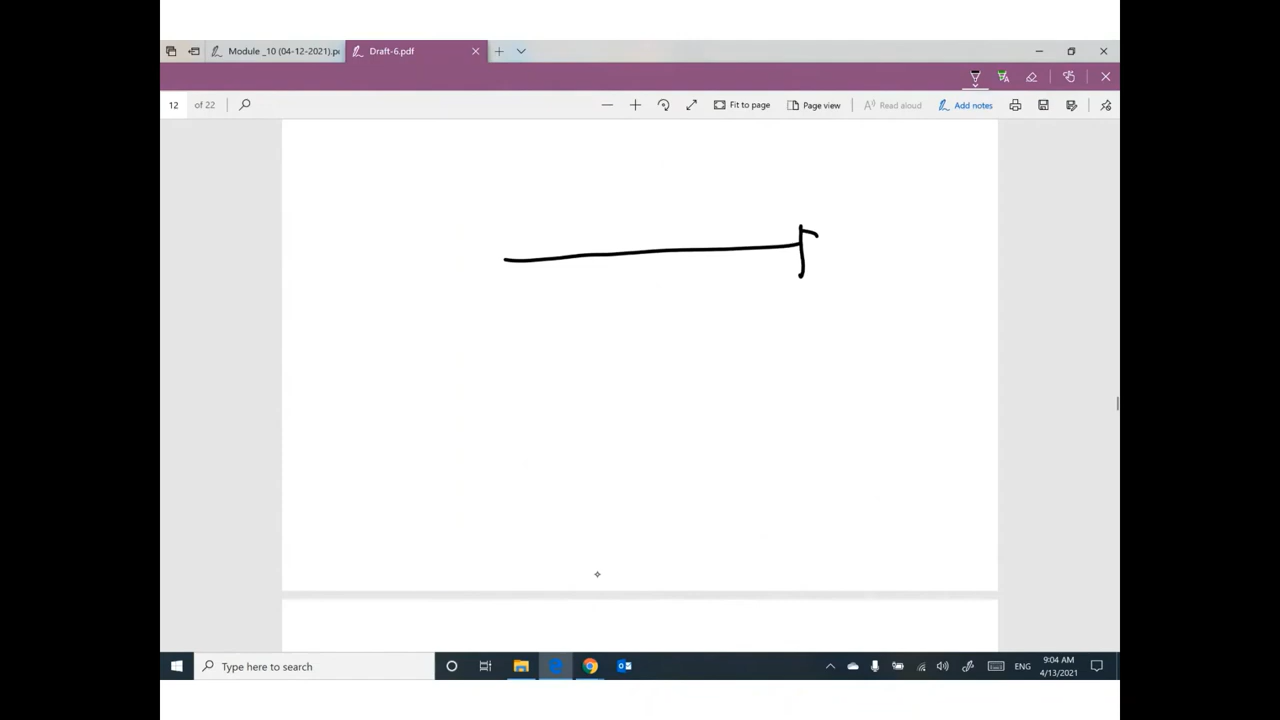 Module _10 (04-12-2021).p
Draft-6.pdf
12 of 22
Fit to page
Page view
Read aloud
Add notes
Type here to search
ENG
9:04 AM
4/13/2021